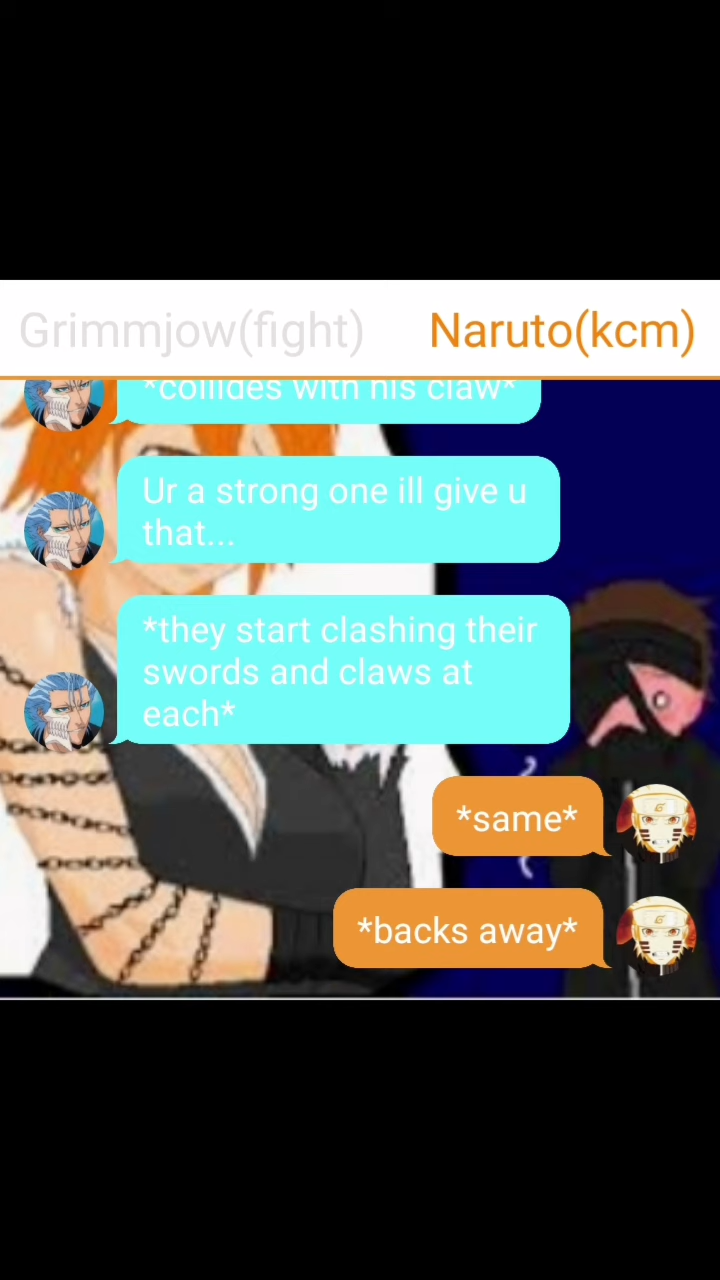 Grimmjow(fight) Naruto(kcm)
*collides with his claw*
Ur a strong one ill give u
that...
*they start clashing their
swords and claws at
each*
*same*
*backs away*